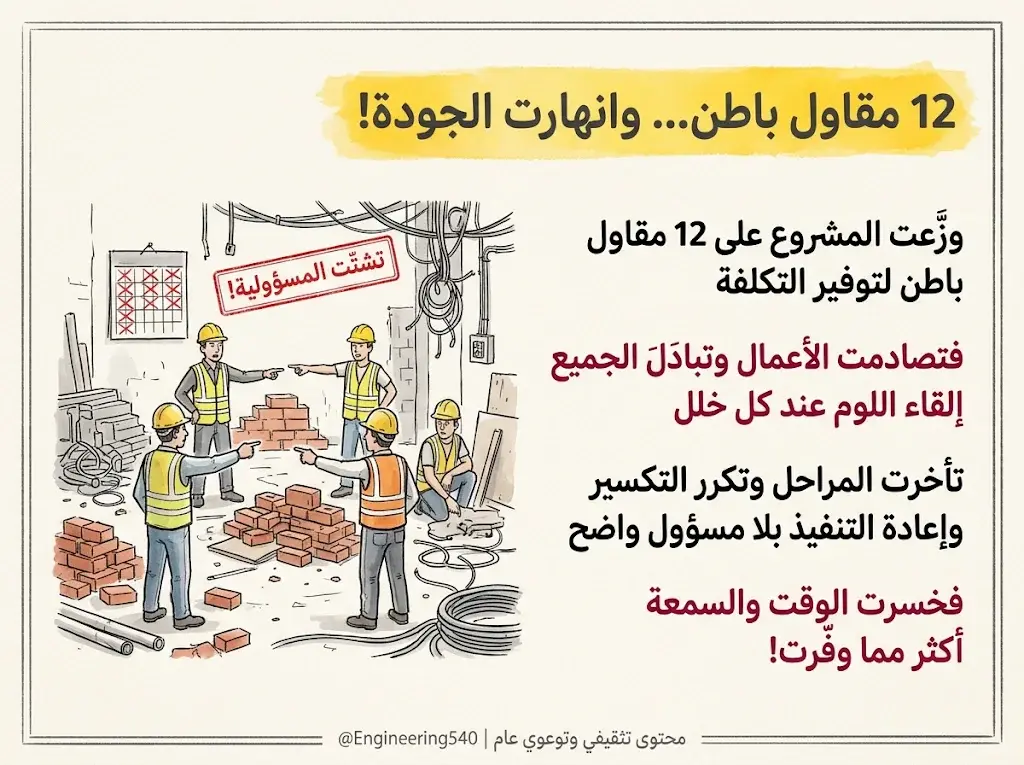 12 مقاول باطن... وانهارت الجودة!
وزَّعت المشروع على 12 مقاول
باطن لتوفير التكلفة
تشتّت المسؤولية!
فتصادمت الأعمال وتبادَلَ الجميع
إلقاء اللوم عند كل خلل
تأخرت المراحل وتكرر التكسير
وإعادة التنفيذ بلا مسؤول واضح
فخسرت الوقت والسمعة
أكثر مما وفّرت!
محتوى تثقيفي وتوعوي عام | @Engineering540